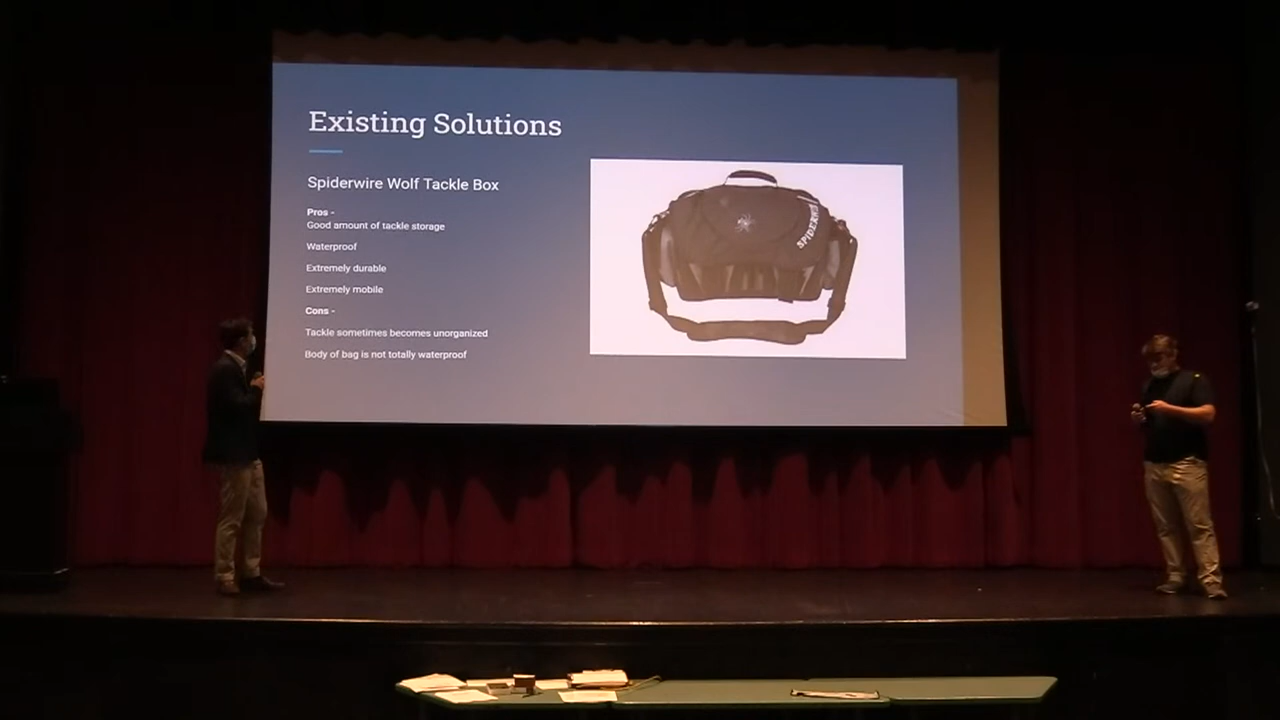 Existing Solutions
Spiderwire Wolf Tackle Box
Pros -
Good amount of tackle storage
Waterproof
Extremely durable
Extremely mobile
Cons -
Tackle sometimes becomes unorganized
Body of bag is not totally waterproof
SPIDERWIRE